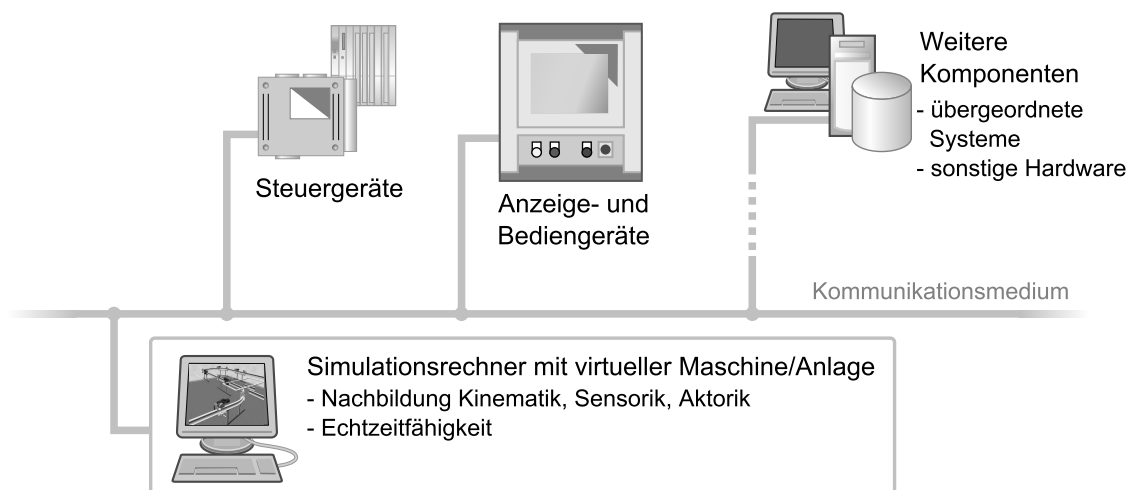 Weitere
Komponenten
- übergeordnete
Systeme
- sonstige Hardware
Steuergeräte
Anzeige- und
Bediengeräte
Kommunikationsmedium
Simulationsrechner mit virtueller Maschine/Anlage
- Nachbildung Kinematik, Sensorik, Aktorik
- Echtzeitfähigkeit